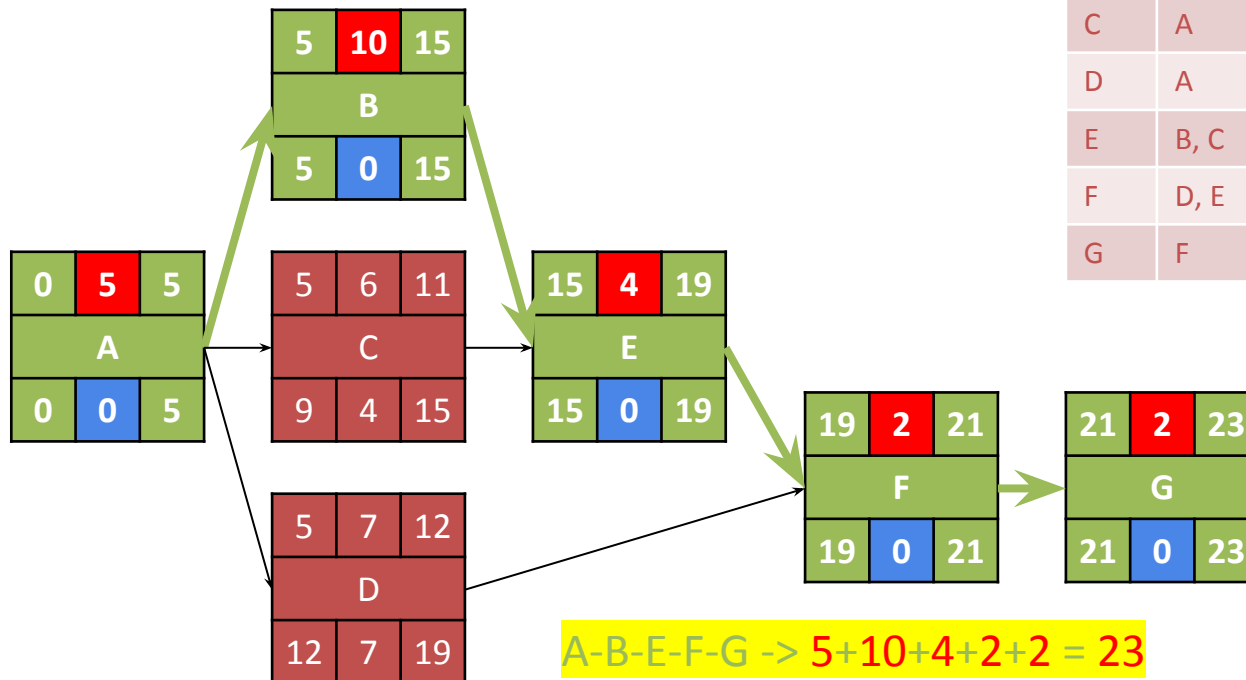 5 10 15
B
5 0 15
C A
D A
E B, C
F D, E
G F
0 5 5
A
0 0 5
5 6 11
C
9 4 15
15 4 19
E
15 0 19
5 7 12
D
12 7 19
19 2 21
F
19 0 21
21 2 23
G
21 0 23
A-B-E-F-G -> 5+10+4+2+2 = 23